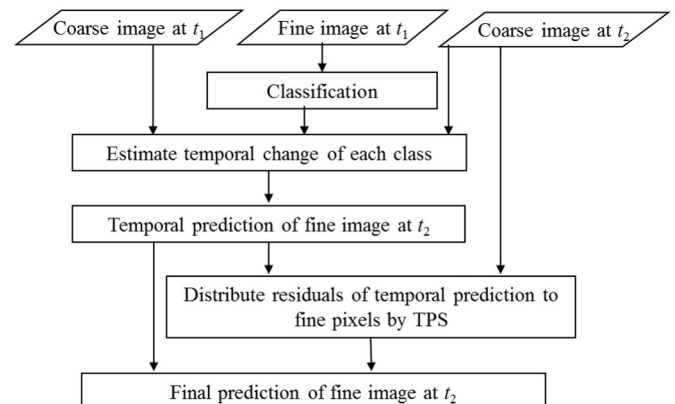 Coarse image at t₁
Fine image at t₁
Coarse image at t₂
Classification
Estimate temporal change of each class
Temporal prediction of fine image at t₂
Distribute residuals of temporal prediction to
fine pixels by TPS
Final prediction of fine image at t₂